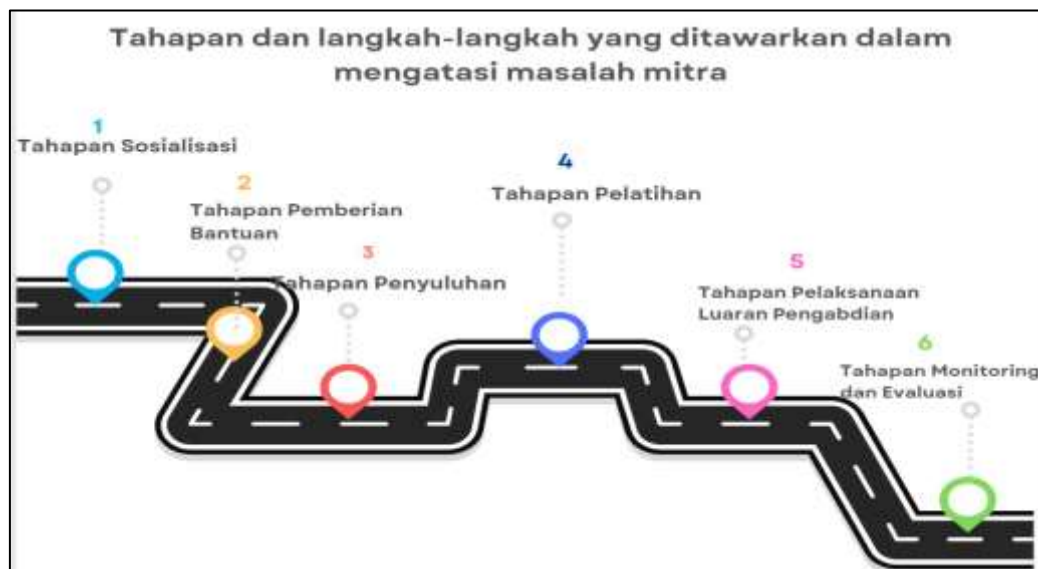 Tahapan dan langkah-langkah yang ditawarkan dalam
mengatasi masalah mitra
1
Tahapan Sosialisasi
2
Tahapan Pemberian
Bantuan
3
Tahapan Penyuluhan
4
Tahapan Pelatihan
5
Tahapan Pelaksanaan
Luaran Pengabdian
6
Tahapan Monitoring
dan Evaluasi